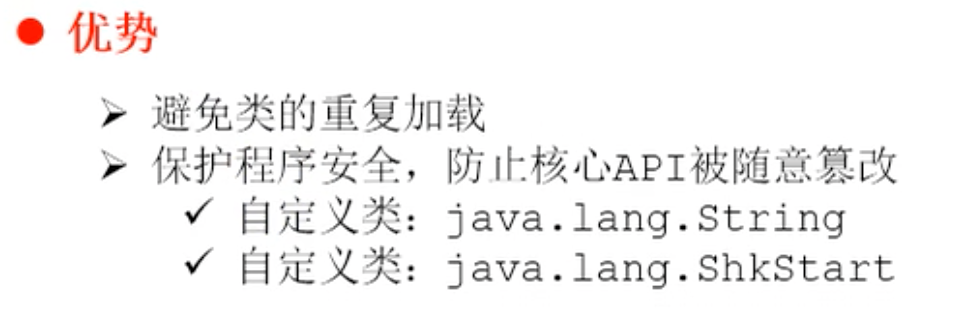 ● 优势
➢ 避免类的重复加载
➢ 保护程序安全，防止核心API被随意篡改
✓ 自定义类：java.lang.String
✓ 自定义类：java.lang.ShkStart